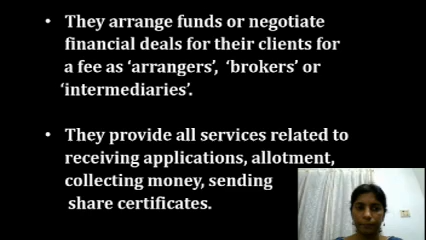 • They arrange funds or negotiate
financial deals for their clients for
a fee as ‘arrangers’, ‘brokers’ or
‘intermediaries’.
• They provide all services related to
receiving applications, allotment,
collecting money, sending
share certificates.